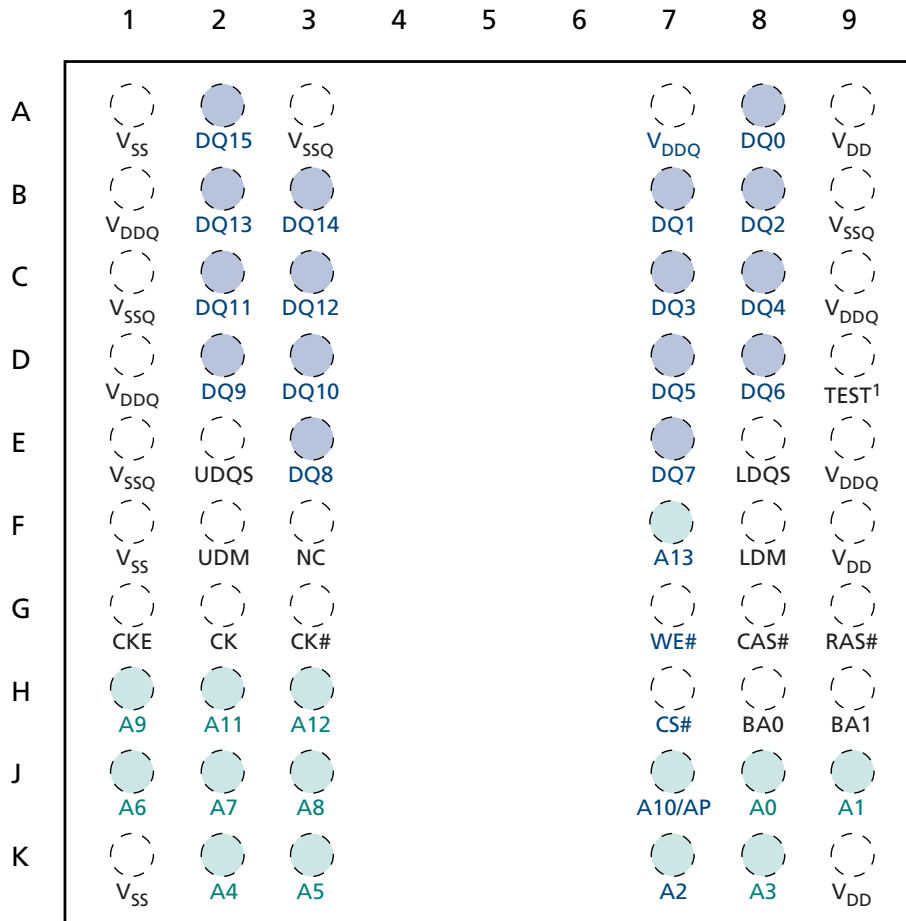 1 2 3 4 5 6 7 8 9
A
VSS DQ15 VSSQ VDDQ DQ0 VDD
B
VDDQ DQ13 DQ14 DQ1 DQ2 VSSQ
C
VSSQ DQ11 DQ12 DQ3 DQ4 VDDQ
D
VDDQ DQ9 DQ10 DQ5 DQ6 TEST1
E
VSSQ UDQS DQ8 DQ7 LDQS VDDQ
F
VSS UDM NC A13 LDM VDD
G
CKE CK CK# WE# CAS# RAS#
H
A9 A11 A12 CS# BA0 BA1
J
A6 A7 A8 A10/AP A0 A1
K
VSS A4 A5 A2 A3 VDD